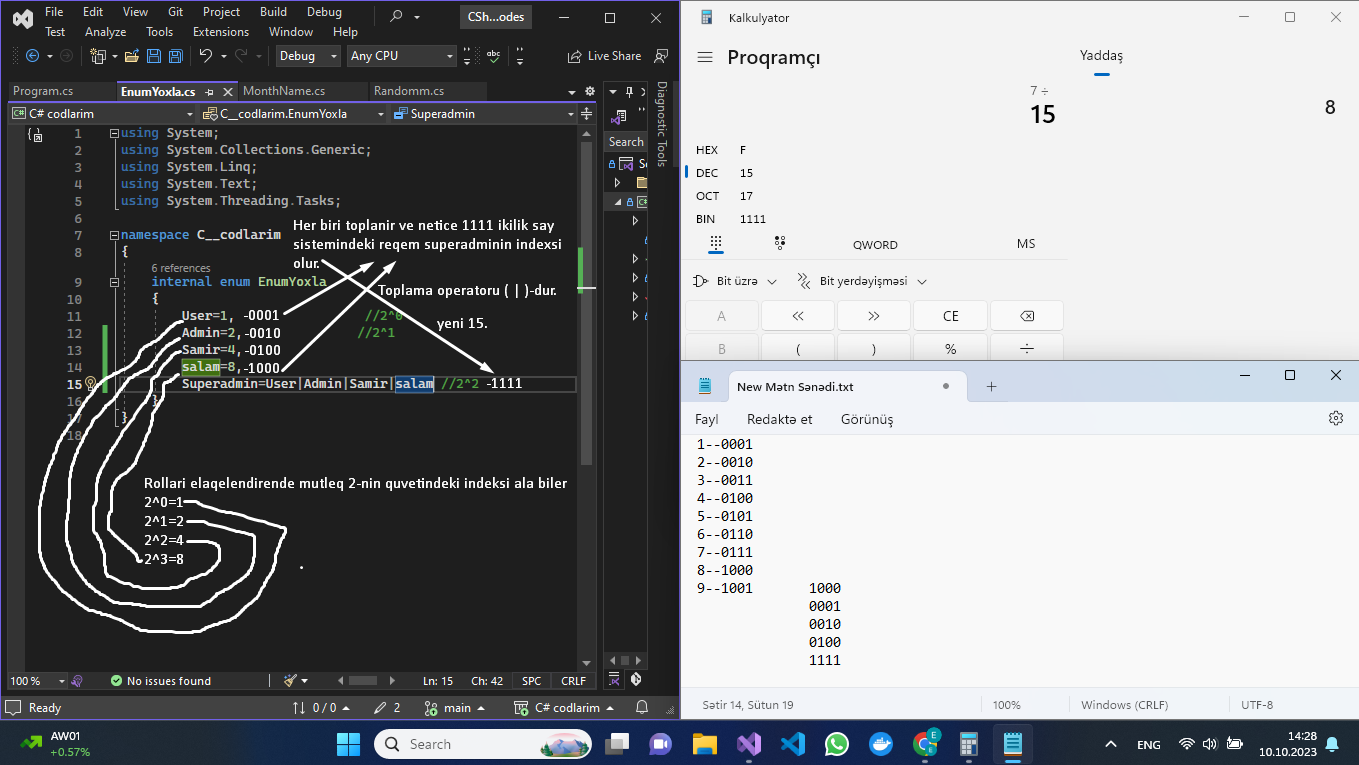 File Edit View Git Project Build Debug
Test Analyze Tools Extensions Window Help
CSh...odes
Debug Any CPU Live Share
Program.cs EnumYoxla.cs MonthName.cs Randomm.cs
C# codlarim C__codlarim.EnumYoxla Superadmin
1 using System;
2 using System.Collections.Generic;
3 using System.Linq;
4 using System.Text;
5 using System.Threading.Tasks;
6
7 namespace C__codlarim
8 {
6 references
9 internal enum EnumYoxla
10 {
11 User=1, -0001 //2^0
12 Admin=2,-0010 //2^1
13 Samir=4,-0100
14 salam=8,-1000
15 Superadmin=User|Admin|Samir|salam //2^2 -1111
16 }
17 }
18
Her biri toplanir ve netice 1111 ikilik say
sistemindeki reqem superadminin indexsi
olur.
Toplama operatoru ( | )-dur.
yeni 15.
Rollari elaqelendirende mutleq 2-nin quvetindeki indeksi ala biler
2^0=1
2^1=2
2^2=4
2^3=8
Search
Diagnostic Tools
100 % No issues found Ln: 15 Ch: 42 SPC CRLF
Ready 0 / 0 2 main C# codlarim
Kalkulyator
Proqramçı
Yaddaş
7 ÷
15
8
HEX F
DEC 15
OCT 17
BIN 1111
QWORD MS
Bit üzrə Bit yerdəyişməsi
A << >> CE
B ( ) % ÷
New Mətn Sənədi.txt
Fayl Redaktə et Görünüş
1--0001
2--0010
3--0011
4--0100
5--0101
6--0110
7--0111
8--1000
9--1001 1000
0001
0010
0100
1111
Sətir 14, Sütun 19 100% Windows (CRLF) UTF-8
AW01
+0.57%
Search
E
ENG
14:28
10.10.2023